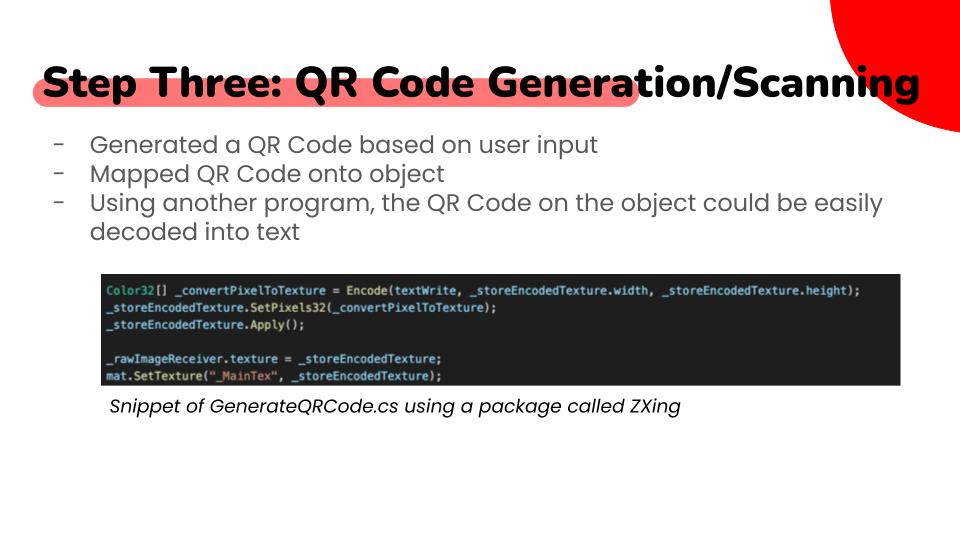 Step Three: QR Code Generation/Scanning
- Generated a QR Code based on user input
- Mapped QR Code onto object
- Using another program, the QR Code on the object could be easily
decoded into text
Color32[] _convertPixelToTexture = Encode(textWrite, _storeEncodedTexture.width, _storeEncodedTexture.height);
_storeEncodedTexture.SetPixels32(_convertPixelToTexture);
_storeEncodedTexture.Apply();
_rawImageReceiver.texture = _storeEncodedTexture;
mat.SetTexture("_MainTex", _storeEncodedTexture);
Snippet of GenerateQRCode.cs using a package called ZXing